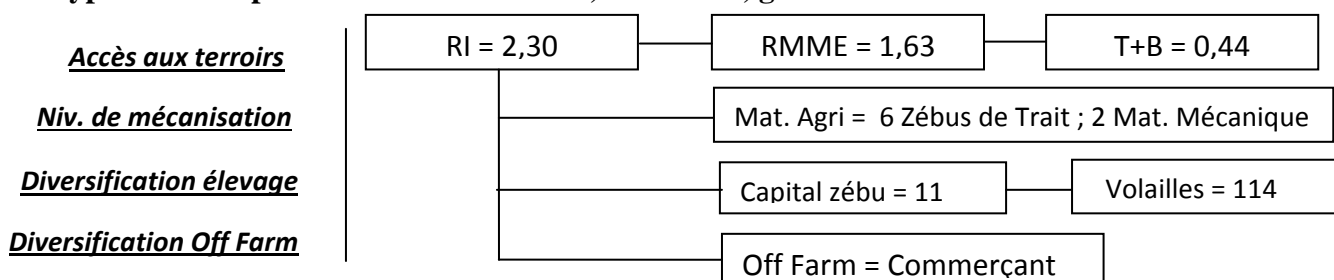 Accès aux terroirs
RI = 2,30
RMME = 1,63
T+B = 0,44
Niv. de mécanisation
Mat. Agri = 6 Zébus de Trait ; 2 Mat. Mécanique
Diversification élevage
Capital zébu = 11
Volailles = 114
Diversification Off Farm
Off Farm = Commerçant